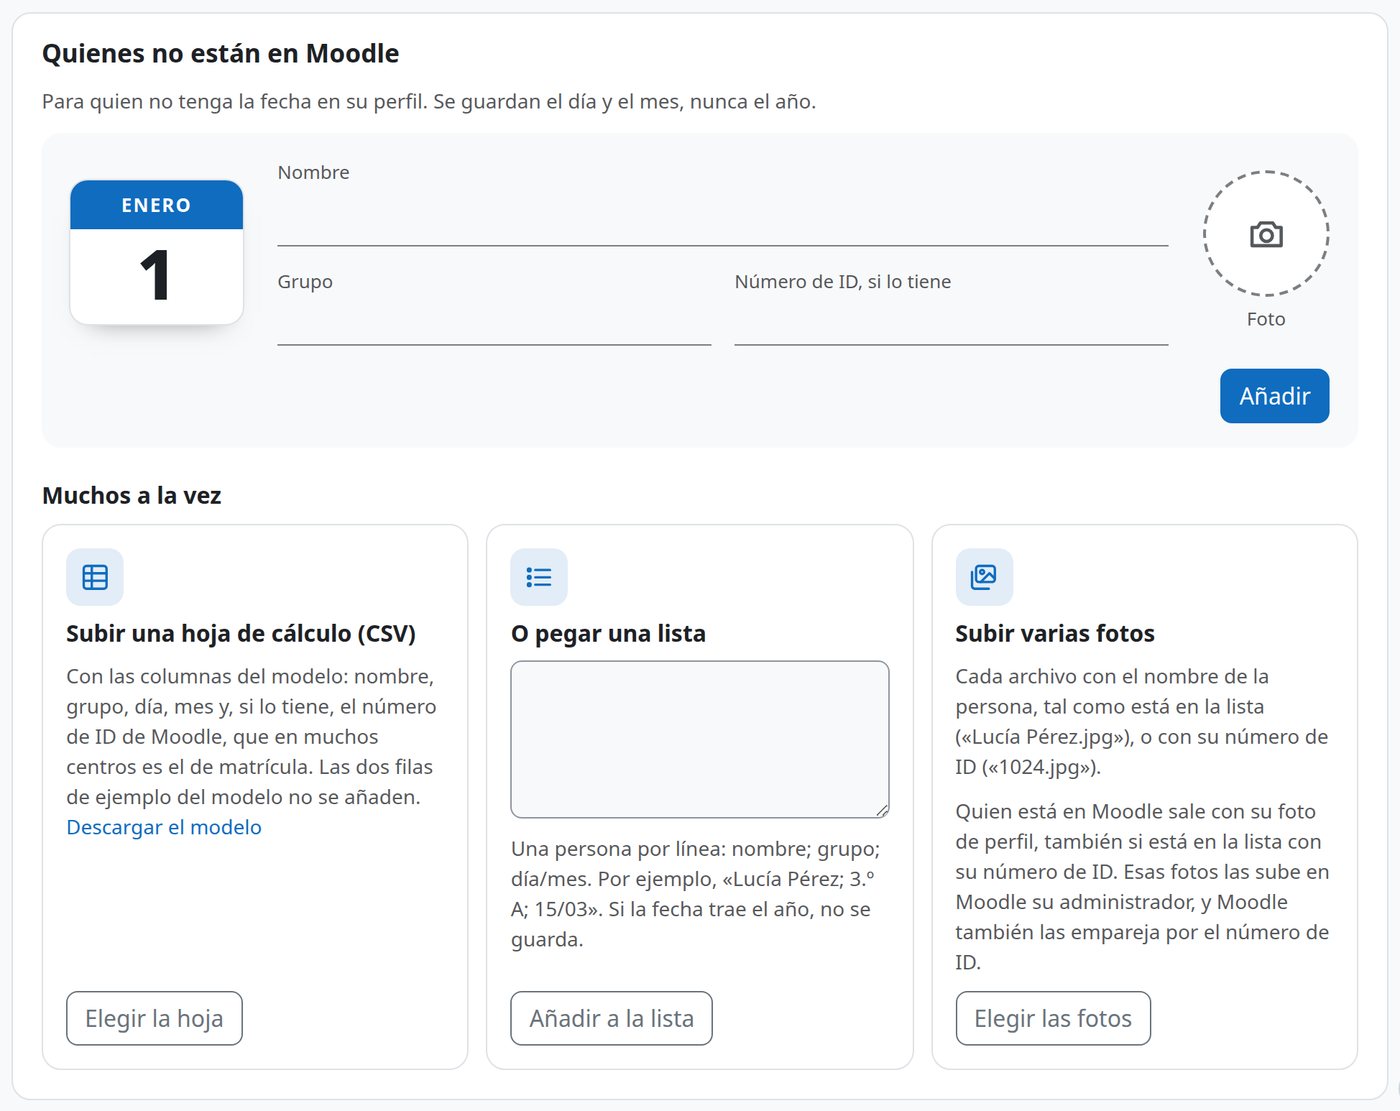 Quienes no están en Moodle
Para quien no tenga la fecha en su perfil. Se guardan el día y el mes, nunca el año.
ENERO
1
Nombre
Grupo
Número de ID, si lo tiene
Foto
Añadir
Muchos a la vez
Subir una hoja de cálculo (CSV)
Con las columnas del modelo: nombre,
grupo, día, mes y, si lo tiene, el número
de ID de Moodle, que en muchos
centros es el de matrícula. Las dos filas
de ejemplo del modelo no se añaden.
Descargar el modelo
Elegir la hoja
O pegar una lista
Una persona por línea: nombre; grupo;
día/mes. Por ejemplo, «Lucía Pérez; 3.º
A; 15/03». Si la fecha trae el año, no se
guarda.
Añadir a la lista
Subir varias fotos
Cada archivo con el nombre de la
persona, tal como está en la lista
(«Lucía Pérez.jpg»), o con su número de
ID («1024.jpg»).
Quien está en Moodle sale con su foto
de perfil, también si está en la lista con
su número de ID. Esas fotos las sube en
Moodle su administrador, y Moodle
también las empareja por el número de
ID.
Elegir las fotos